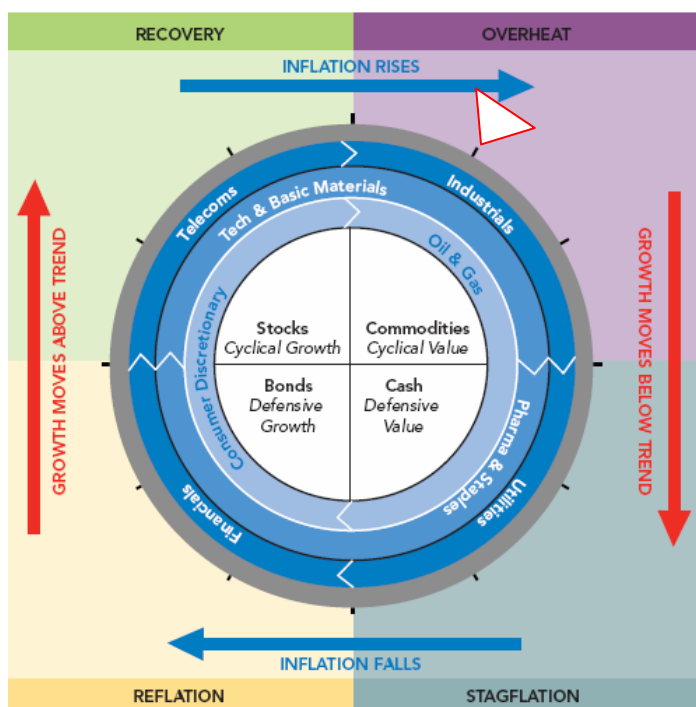 RECOVERY
OVERHEAT
INFLATION RISES
Telecoms
Tech & Basic Materials
Industrials
Oil & Gas
GROWTH MOVES ABOVE TREND
GROWTH MOVES BELOW TREND
Consumer Discretionary
Stocks
Cyclical Growth
Commodities
Cyclical Value
Bonds
Defensive
Growth
Cash
Defensive
Value
Pharma & Staples
Utilities
Financials
INFLATION FALLS
REFLATION
STAGFLATION